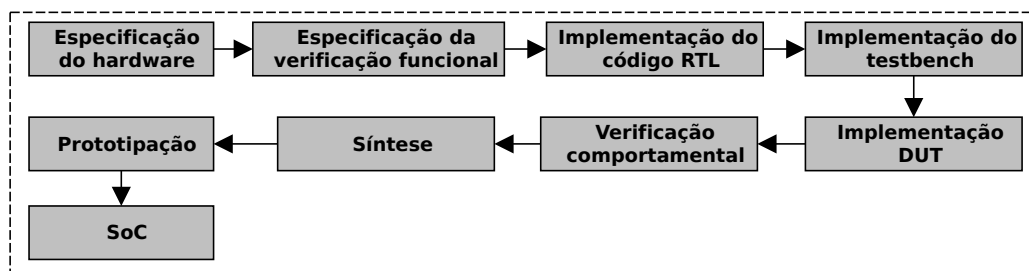 Especificação
do hardware
Especificação da
verificação funcional
Implementação do
código RTL
Implementação do
testbench
Implementação
DUT
Verificação
comportamental
Síntese
Prototipação
SoC